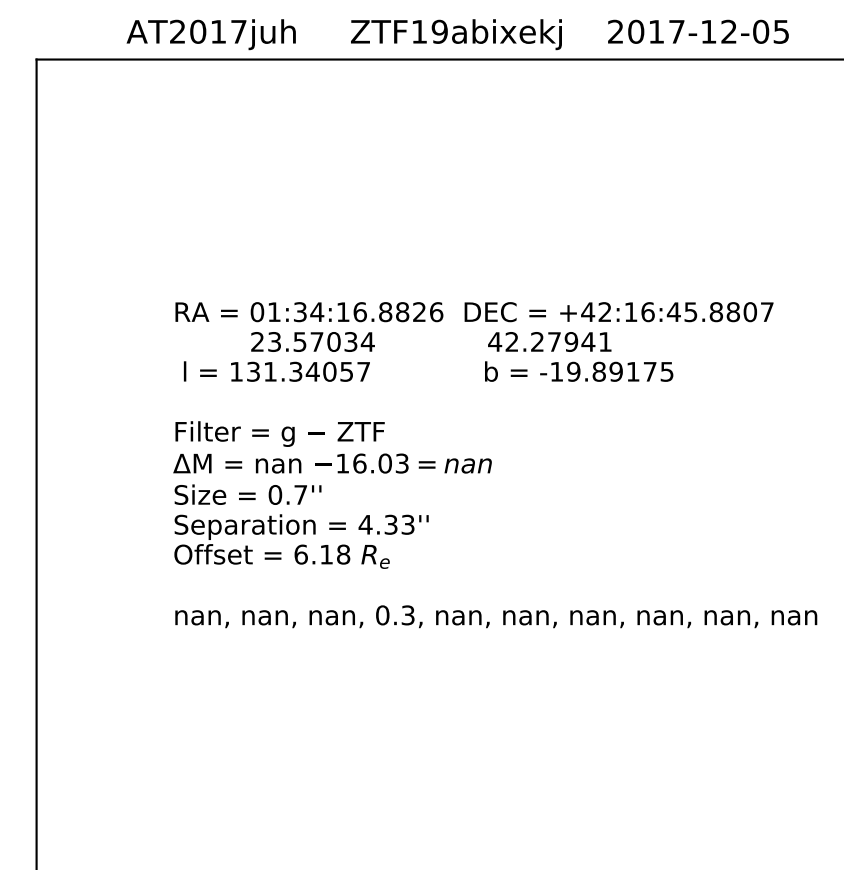 AT2017juh ZTF19abixekj 2017-12-05
RA = 01:34:16.8826 DEC = +42:16:45.8807
23.57034 42.27941
l = 131.34057 b = -19.89175
Filter = g − ZTF
ΔM = nan −16.03 = nan
Size = 0.7''
Separation = 4.33''
Offset = 6.18 Re
nan, nan, nan, 0.3, nan, nan, nan, nan, nan, nan